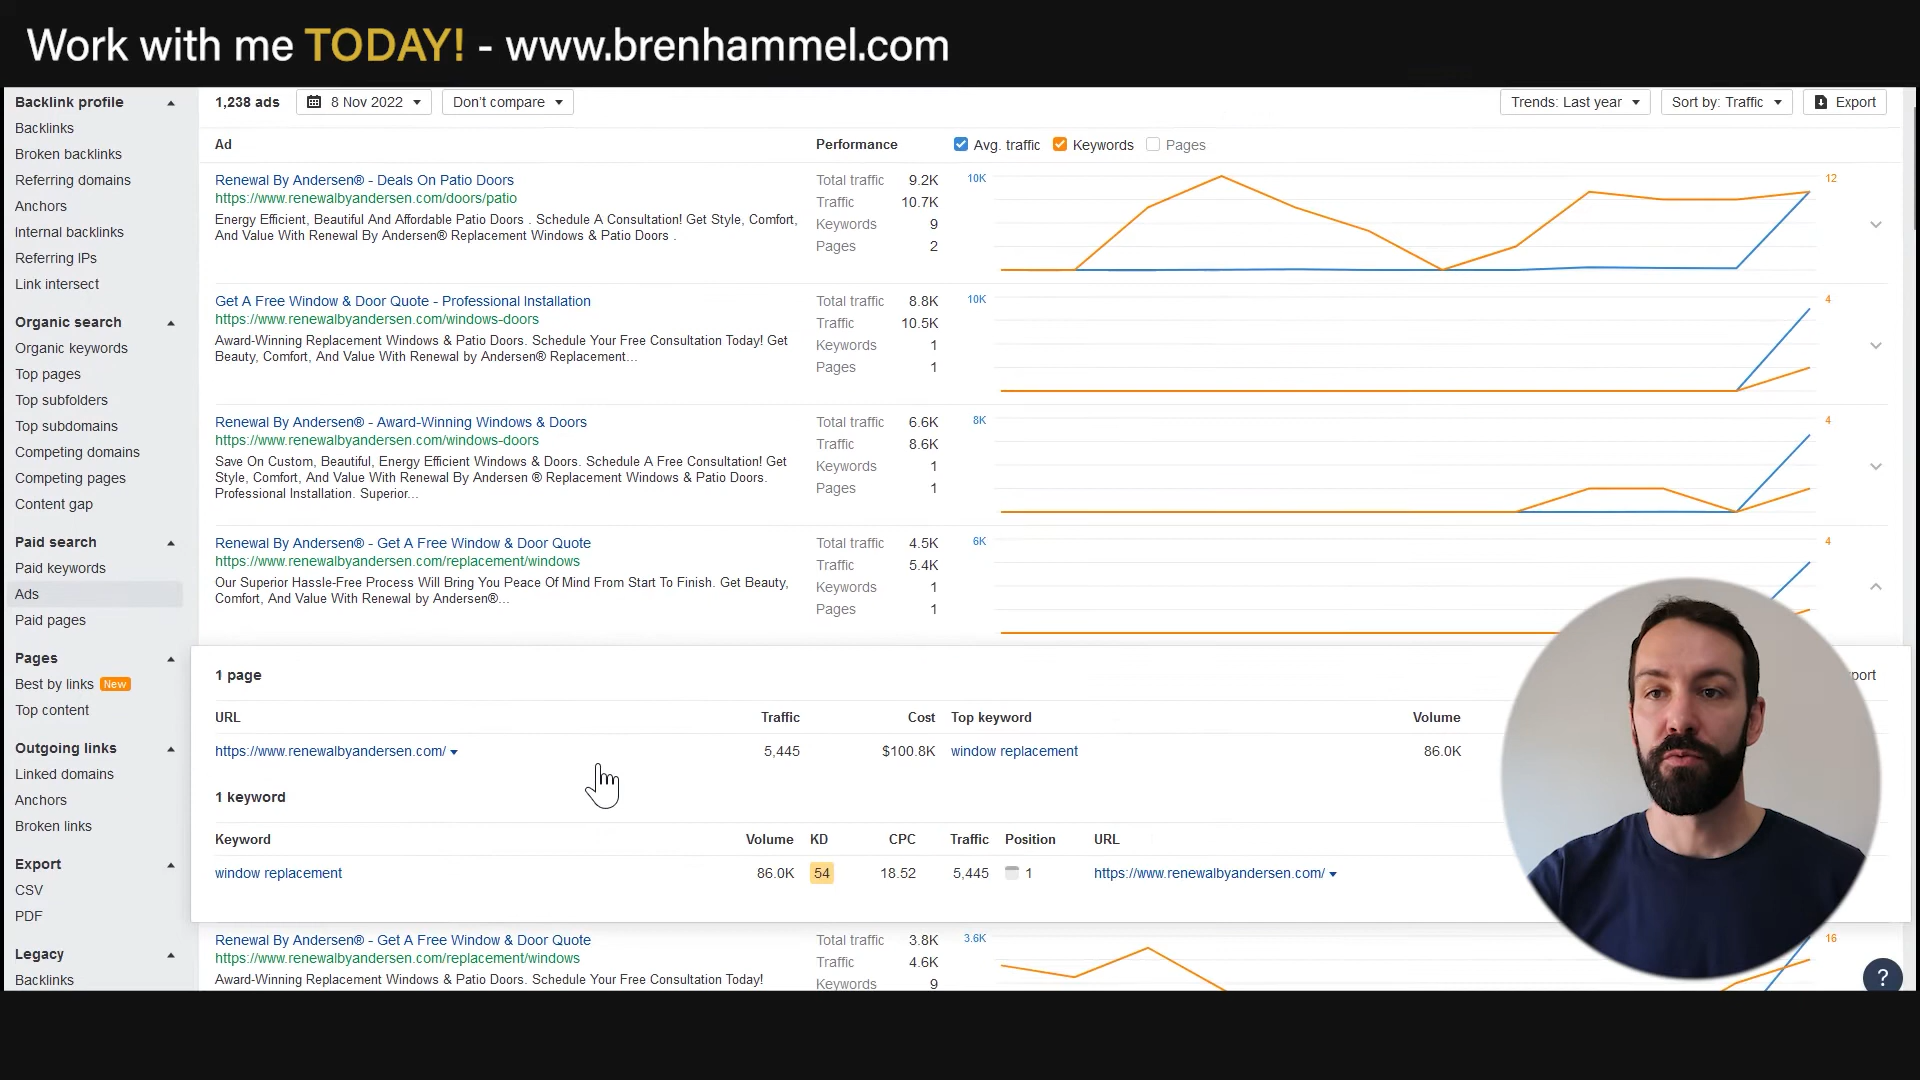 Work with me TODAY! - www.brenhammel.com
Backlink profile
Backlinks
Broken backlinks
Referring domains
Anchors
Internal backlinks
Referring IPs
Link intersect
Organic search
Organic keywords
Top pages
Top subfolders
Top subdomains
Competing domains
Competing pages
Content gap
Paid search
Paid keywords
Ads
Paid pages
Pages
Best by links New
Top content
Outgoing links
Linked domains
Anchors
Broken links
Export
CSV
PDF
Legacy
Backlinks
1,238 ads 8 Nov 2022 Don't compare Trends: Last year Sort by: Traffic Export
Ad Performance Avg. traffic Keywords Pages
Renewal By Andersen® - Deals On Patio Doors
https://www.renewalbyandersen.com/doors/patio
Energy Efficient, Beautiful And Affordable Patio Doors . Schedule A Consultation! Get Style, Comfort,
And Value With Renewal By Andersen® Replacement Windows & Patio Doors .
Total traffic 9.2K
Traffic 10.7K
Keywords 9
Pages 2
10K 12
Get A Free Window & Door Quote - Professional Installation
https://www.renewalbyandersen.com/windows-doors
Award-Winning Replacement Windows & Patio Doors. Schedule Your Free Consultation Today! Get
Beauty, Comfort, And Value With Renewal by Andersen® Replacement...
Total traffic 8.8K
Traffic 10.5K
Keywords 1
Pages 1
10K 4
Renewal By Andersen® - Award-Winning Windows & Doors
https://www.renewalbyandersen.com/windows-doors
Save On Custom, Beautiful, Energy Efficient Windows & Doors. Schedule A Free Consultation! Get
Style, Comfort, And Value With Renewal By Andersen ® Replacement Windows & Patio Doors.
Professional Installation. Superior...
Total traffic 6.6K
Traffic 8.6K
Keywords 1
Pages 1
8K 4
Renewal By Andersen® - Get A Free Window & Door Quote
https://www.renewalbyandersen.com/replacement/windows
Our Superior Hassle-Free Process Will Bring You Peace Of Mind From Start To Finish. Get Beauty,
Comfort, And Value With Renewal by Andersen®...
Total traffic 4.5K
Traffic 5.4K
Keywords 1
Pages 1
6K 4
1 page port
URL Traffic Cost Top keyword Volume
https://www.renewalbyandersen.com/ 5,445 $100.8K window replacement 86.0K
1 keyword
Keyword Volume KD CPC Traffic Position URL
window replacement 86.0K 54 18.52 5,445 1 https://www.renewalbyandersen.com/
Renewal By Andersen® - Get A Free Window & Door Quote
https://www.renewalbyandersen.com/replacement/windows
Award-Winning Replacement Windows & Patio Doors. Schedule Your Free Consultation Today!
Total traffic 3.8K
Traffic 4.6K
Keywords 9
3.6K 16
?